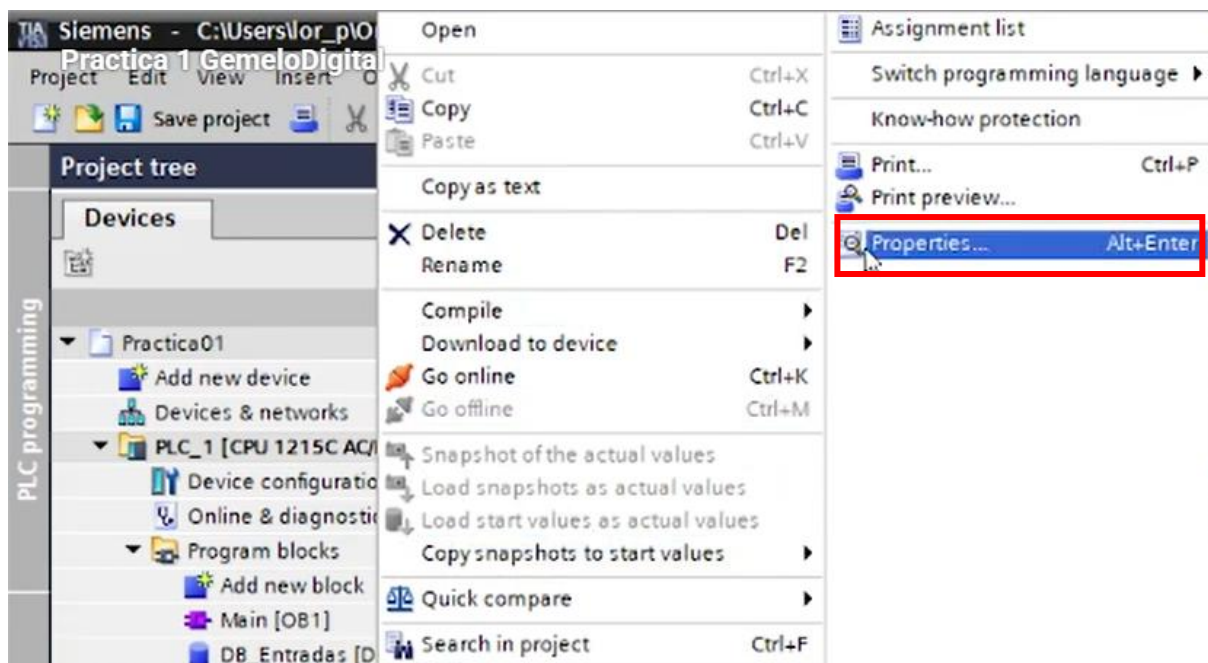 Siemens - C:\Users\lor_p\O
Practica 1 GemeloDigital
Project Edit View Insert O
Save project
Project tree
Devices
PLC programming
Practica01
Add new device
Devices & networks
PLC_1 [CPU 1215C AC/
Device configuratio
Online & diagnosti
Program blocks
Add new block
Main [OB1]
DB_Entradas [D
Open
Cut Ctrl+X
Copy Ctrl+C
Paste Ctrl+V
Copy as text
Delete Del
Rename F2
Compile
Download to device
Go online Ctrl+K
Go offline Ctrl+M
Snapshot of the actual values
Load snapshots as actual values
Load start values as actual values
Copy snapshots to start values
Quick compare
Search in project Ctrl+F
Assignment list
Switch programming language
Know-how protection
Print... Ctrl+P
Print preview...
Properties... Alt+Enter